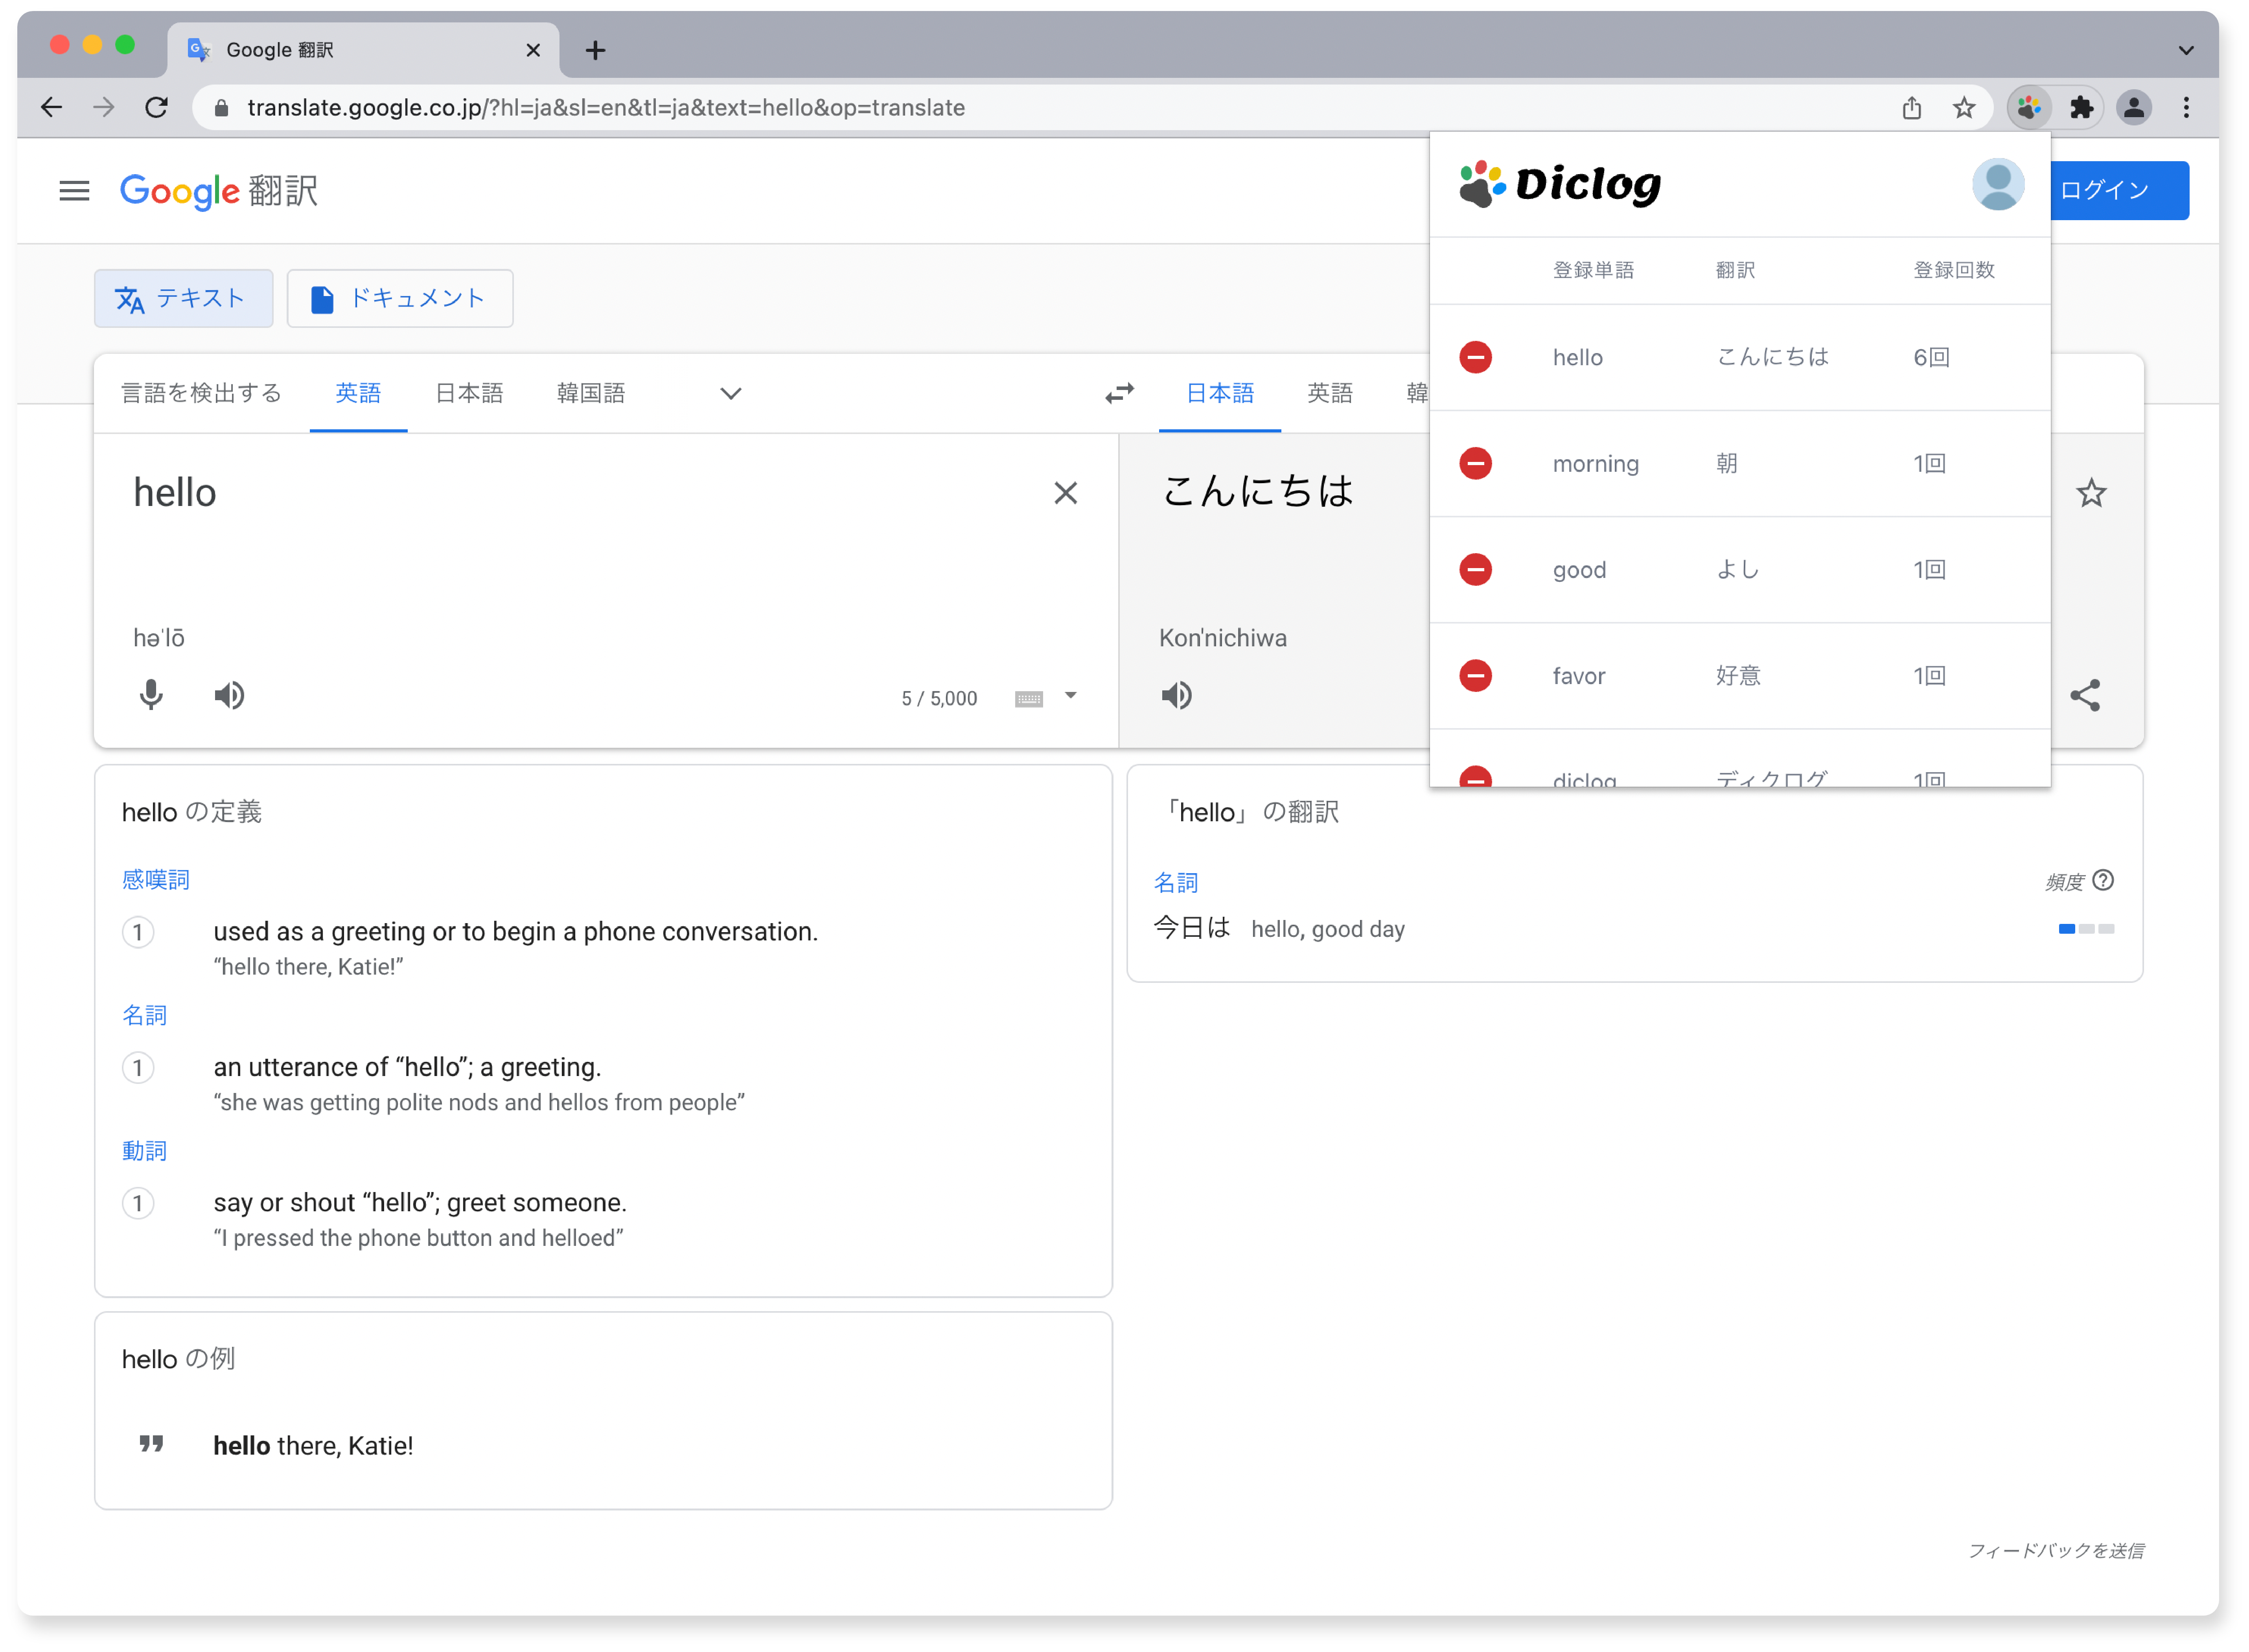 Google 翻訳
translate.google.co.jp/?hl=ja&sl=en&tl=ja&text=hello&op=translate
Google 翻訳
ログイン
テキスト
ドキュメント
言語を検出する 英語 日本語 韓国語
日本語 英語 韓
hello
həˈlō
5 / 5,000
こんにちは
Kon'nichiwa
Diclog
登録単語 翻訳 登録回数
hello こんにちは 6回
morning 朝 1回
good よし 1回
favor 好意 1回
diclog ディクログ 1回
hello の定義
感嘆詞
1 used as a greeting or to begin a phone conversation.
“hello there, Katie!”
名詞
1 an utterance of “hello”; a greeting.
“she was getting polite nods and hellos from people”
動詞
1 say or shout “hello”; greet someone.
“I pressed the phone button and helloed”
「hello」の翻訳
名詞 頻度
今日は hello, good day
hello の例
hello there, Katie!
フィードバックを送信